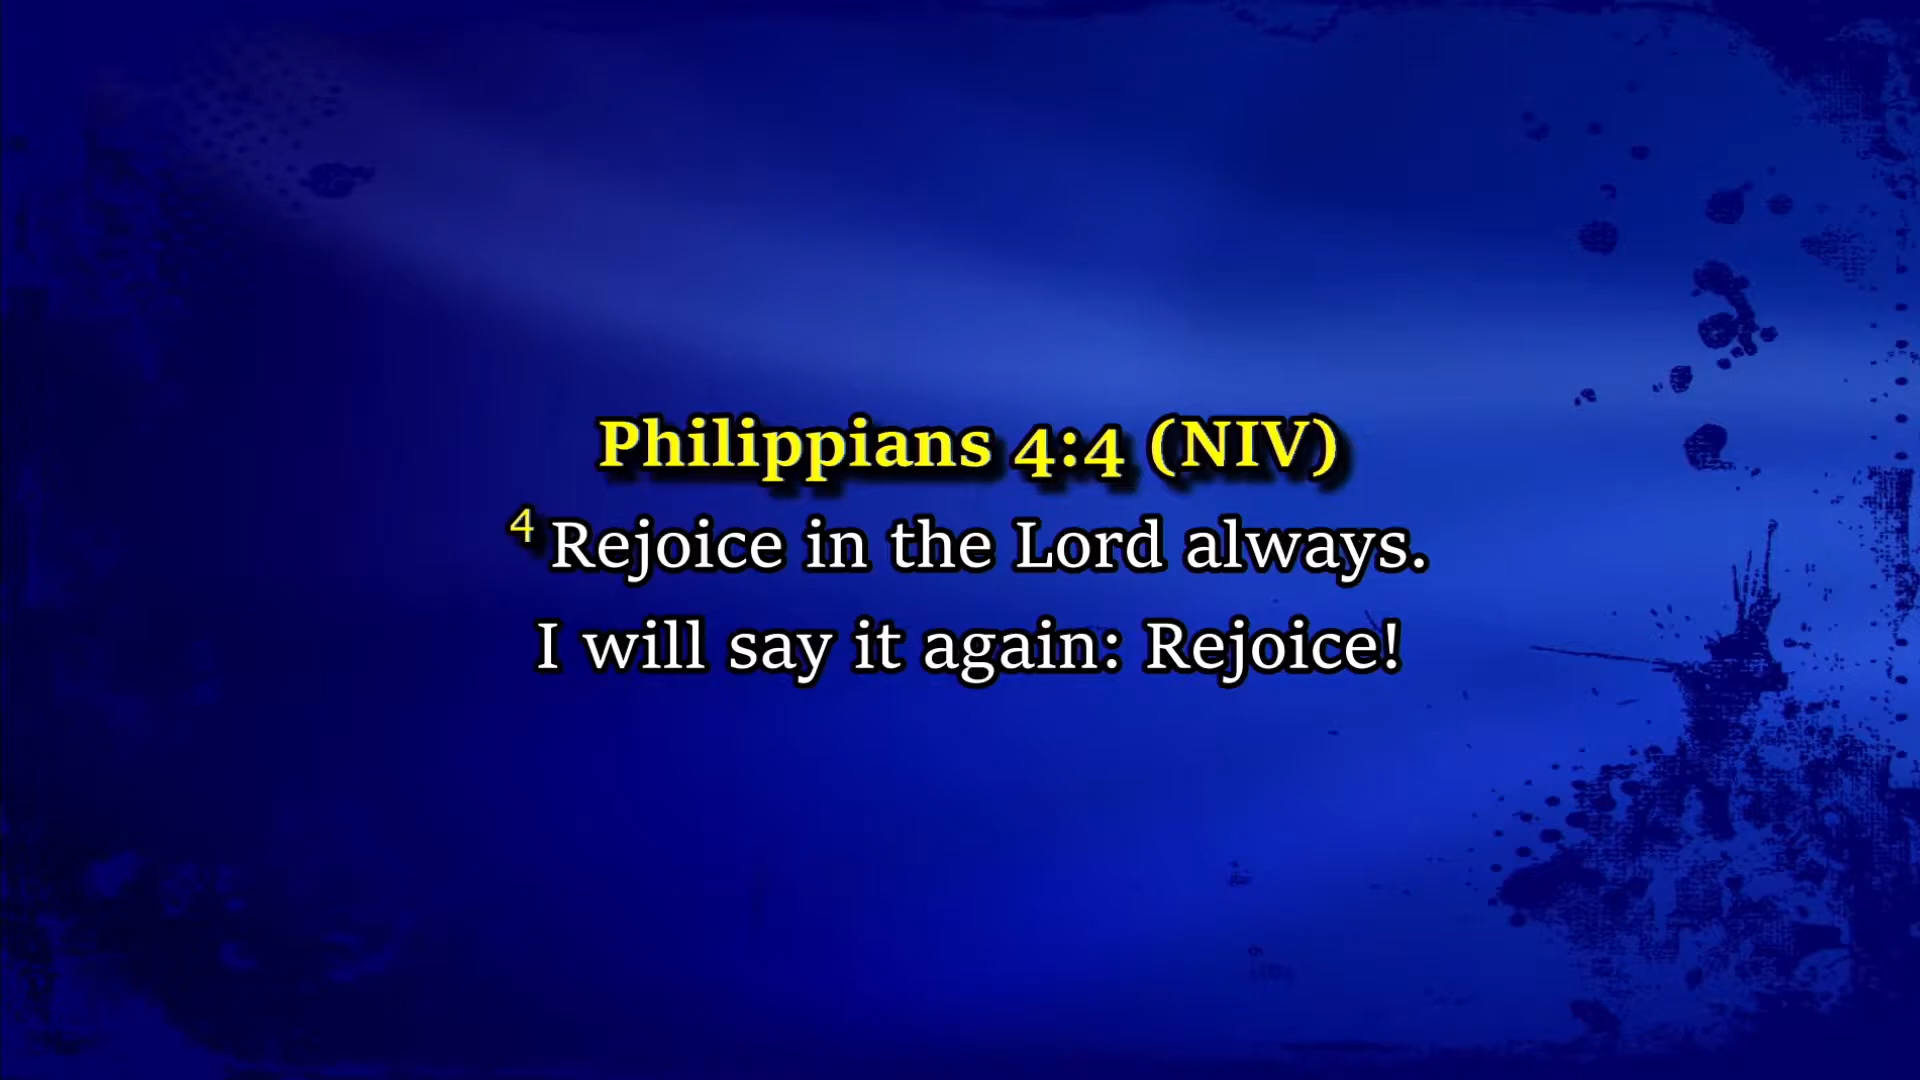 Philippians 4:4 (NIV)
4 Rejoice in the Lord always.
I will say it again: Rejoice!